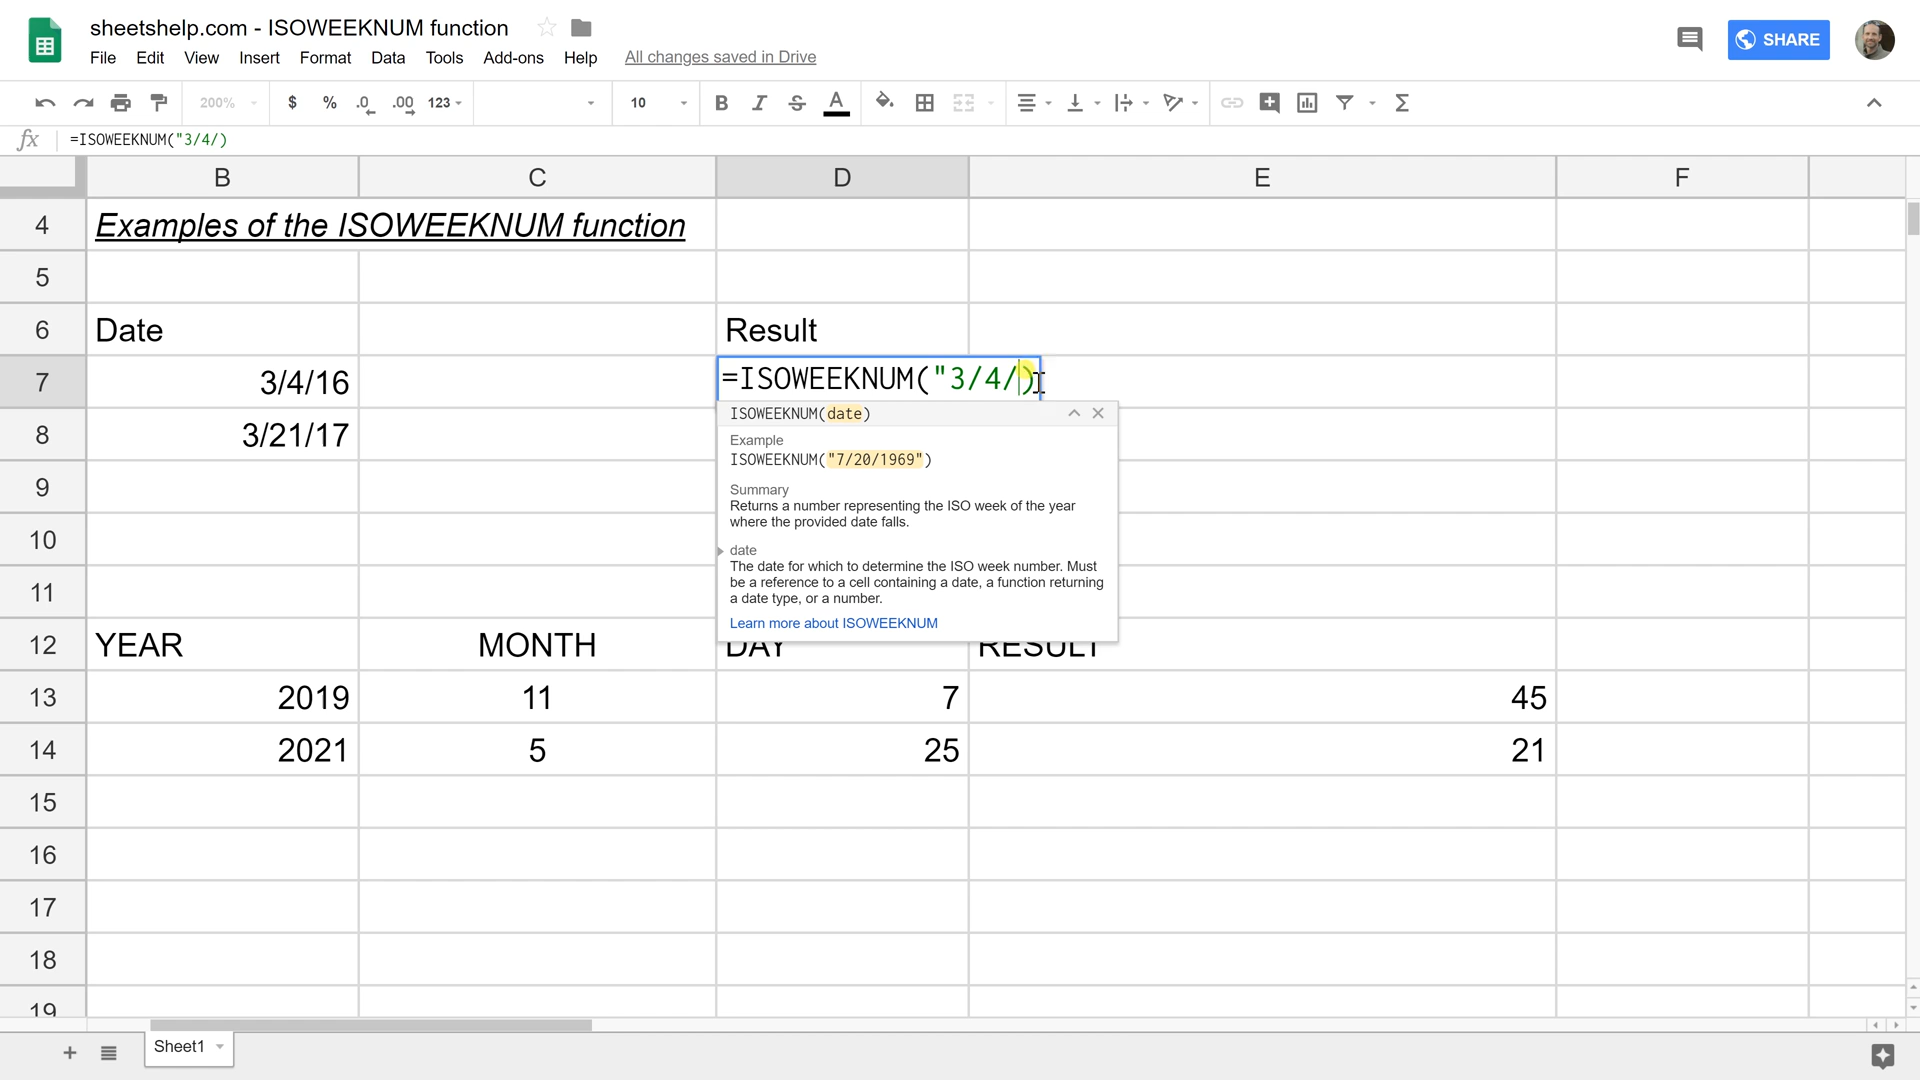 sheetshelp.com - ISOWEEKNUM function
File Edit View Insert Format Data Tools Add-ons Help All changes saved in Drive
SHARE
200% $ % .0 .00 123 10 B I S A Σ
fx =ISOWEEKNUM("3/4/)
B C D E F
4 Examples of the ISOWEEKNUM function
5
6 Date Result
7 3/4/16 =ISOWEEKNUM("3/4/)
ISOWEEKNUM(date)
8 3/21/17
Example
ISOWEEKNUM("7/20/1969")
9
Summary
Returns a number representing the ISO week of the year
where the provided date falls.
10
date
The date for which to determine the ISO week number. Must
be a reference to a cell containing a date, a function returning
a date type, or a number.
11
Learn more about ISOWEEKNUM
12 YEAR MONTH DAY RESULT
13 2019 11 7 45
14 2021 5 25 21
15
16
17
18
19
Sheet1